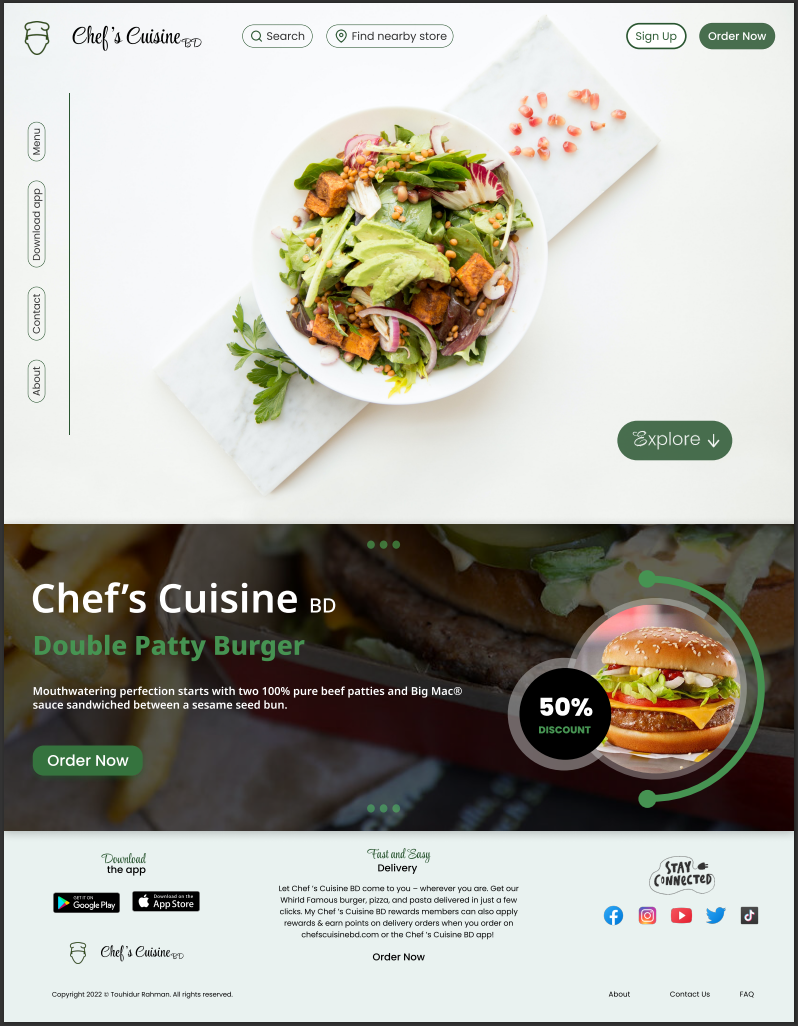 Chef's Cuisine BD
Search
Find nearby store
Sign Up
Order Now
Menu
Download app
Contact
About
Explore
Chef's Cuisine BD
Double Patty Burger
Mouthwatering perfection starts with two 100% pure beef patties and Big Mac®
sauce sandwiched between a sesame seed bun.
Order Now
50%
DISCOUNT
Download
the app
GET IT ON
Google Play
Download on the
App Store
Chef's Cuisine BD
Fast and Easy
Delivery
Let Chef 's Cuisine BD come to you – wherever you are. Get our
Whirld Famous burger, pizza, and pasta delivered in just a few
clicks. My Chef 's Cuisine BD rewards members can also apply
rewards & earn points on delivery orders when you order on
chefscuisinebd.com or the Chef 's Cuisine BD app!
Order Now
STAY
CONNECTED
Copyright 2022 © Touhidur Rahman. All rights reserved.
About
Contact Us
FAQ